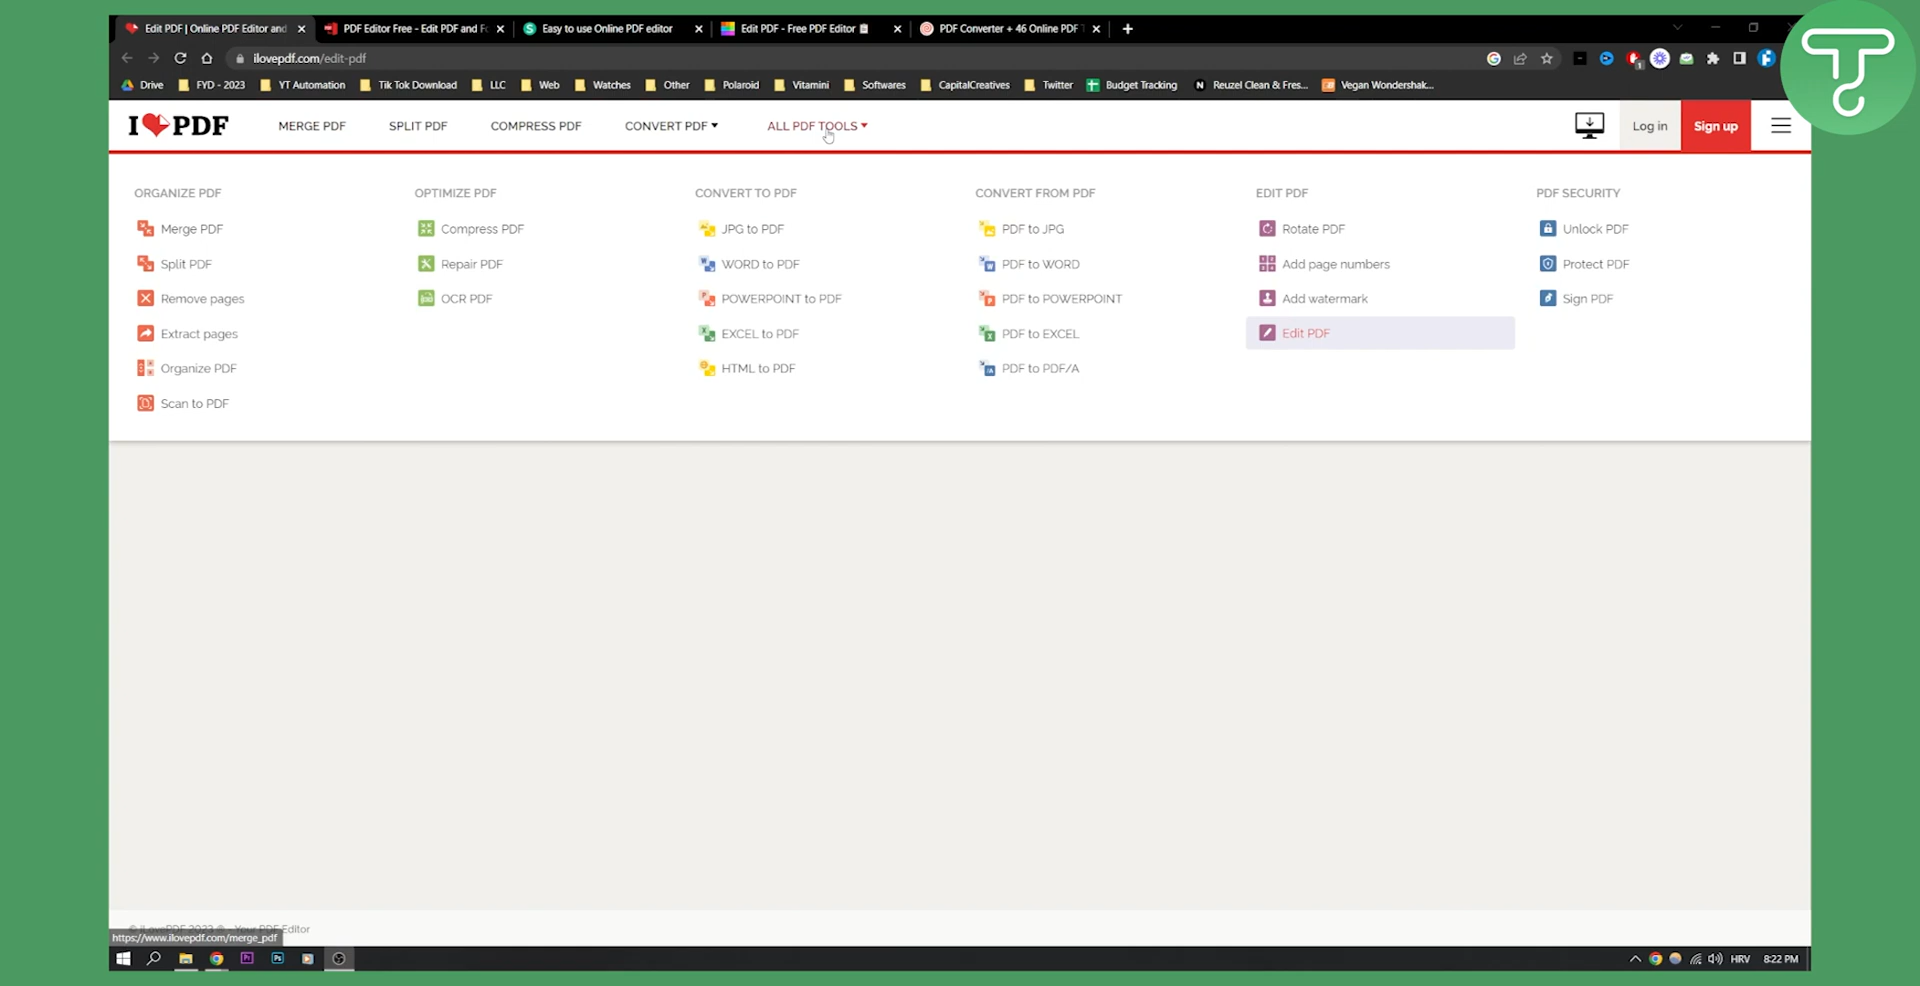 Edit PDF | Online PDF Editor and
PDF Editor Free - Edit PDF and Fo
Easy to use Online PDF editor
Edit PDF - Free PDF Editor
PDF Converter + 46 Online PDF T
ilovepdf.com/edit-pdf
Drive
FYD - 2023
YT Automation
Tik Tok Download
LLC
Web
Watches
Other
Polaroid
Vitamini
Softwares
CapitalCreatives
Twitter
Budget Tracking
Reuzel Clean & Fres...
Vegan Wondershak...
I PDF
MERGE PDF
SPLIT PDF
COMPRESS PDF
CONVERT PDF
ALL PDF TOOLS
Log in
Sign up
ORGANIZE PDF
Merge PDF
Split PDF
Remove pages
Extract pages
Organize PDF
Scan to PDF
OPTIMIZE PDF
Compress PDF
Repair PDF
OCR PDF
CONVERT TO PDF
JPG to PDF
WORD to PDF
POWERPOINT to PDF
EXCEL to PDF
HTML to PDF
CONVERT FROM PDF
PDF to JPG
PDF to WORD
PDF to POWERPOINT
PDF to EXCEL
PDF to PDF/A
EDIT PDF
Rotate PDF
Add page numbers
Add watermark
Edit PDF
PDF SECURITY
Unlock PDF
Protect PDF
Sign PDF
© iLovePDF 2023 ® - Your PDF Editor
https://www.ilovepdf.com/merge_pdf
HRV
8:22 PM